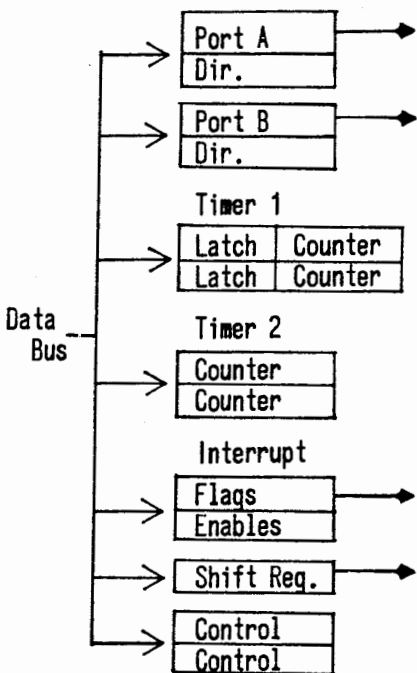 Port A
Dir.
Port B
Dir.
Timer 1
Latch Counter
Latch Counter
Data
Bus
Timer 2
Counter
Counter
Interrupt
Flags
Enables
Shift Reg.
Control
Control